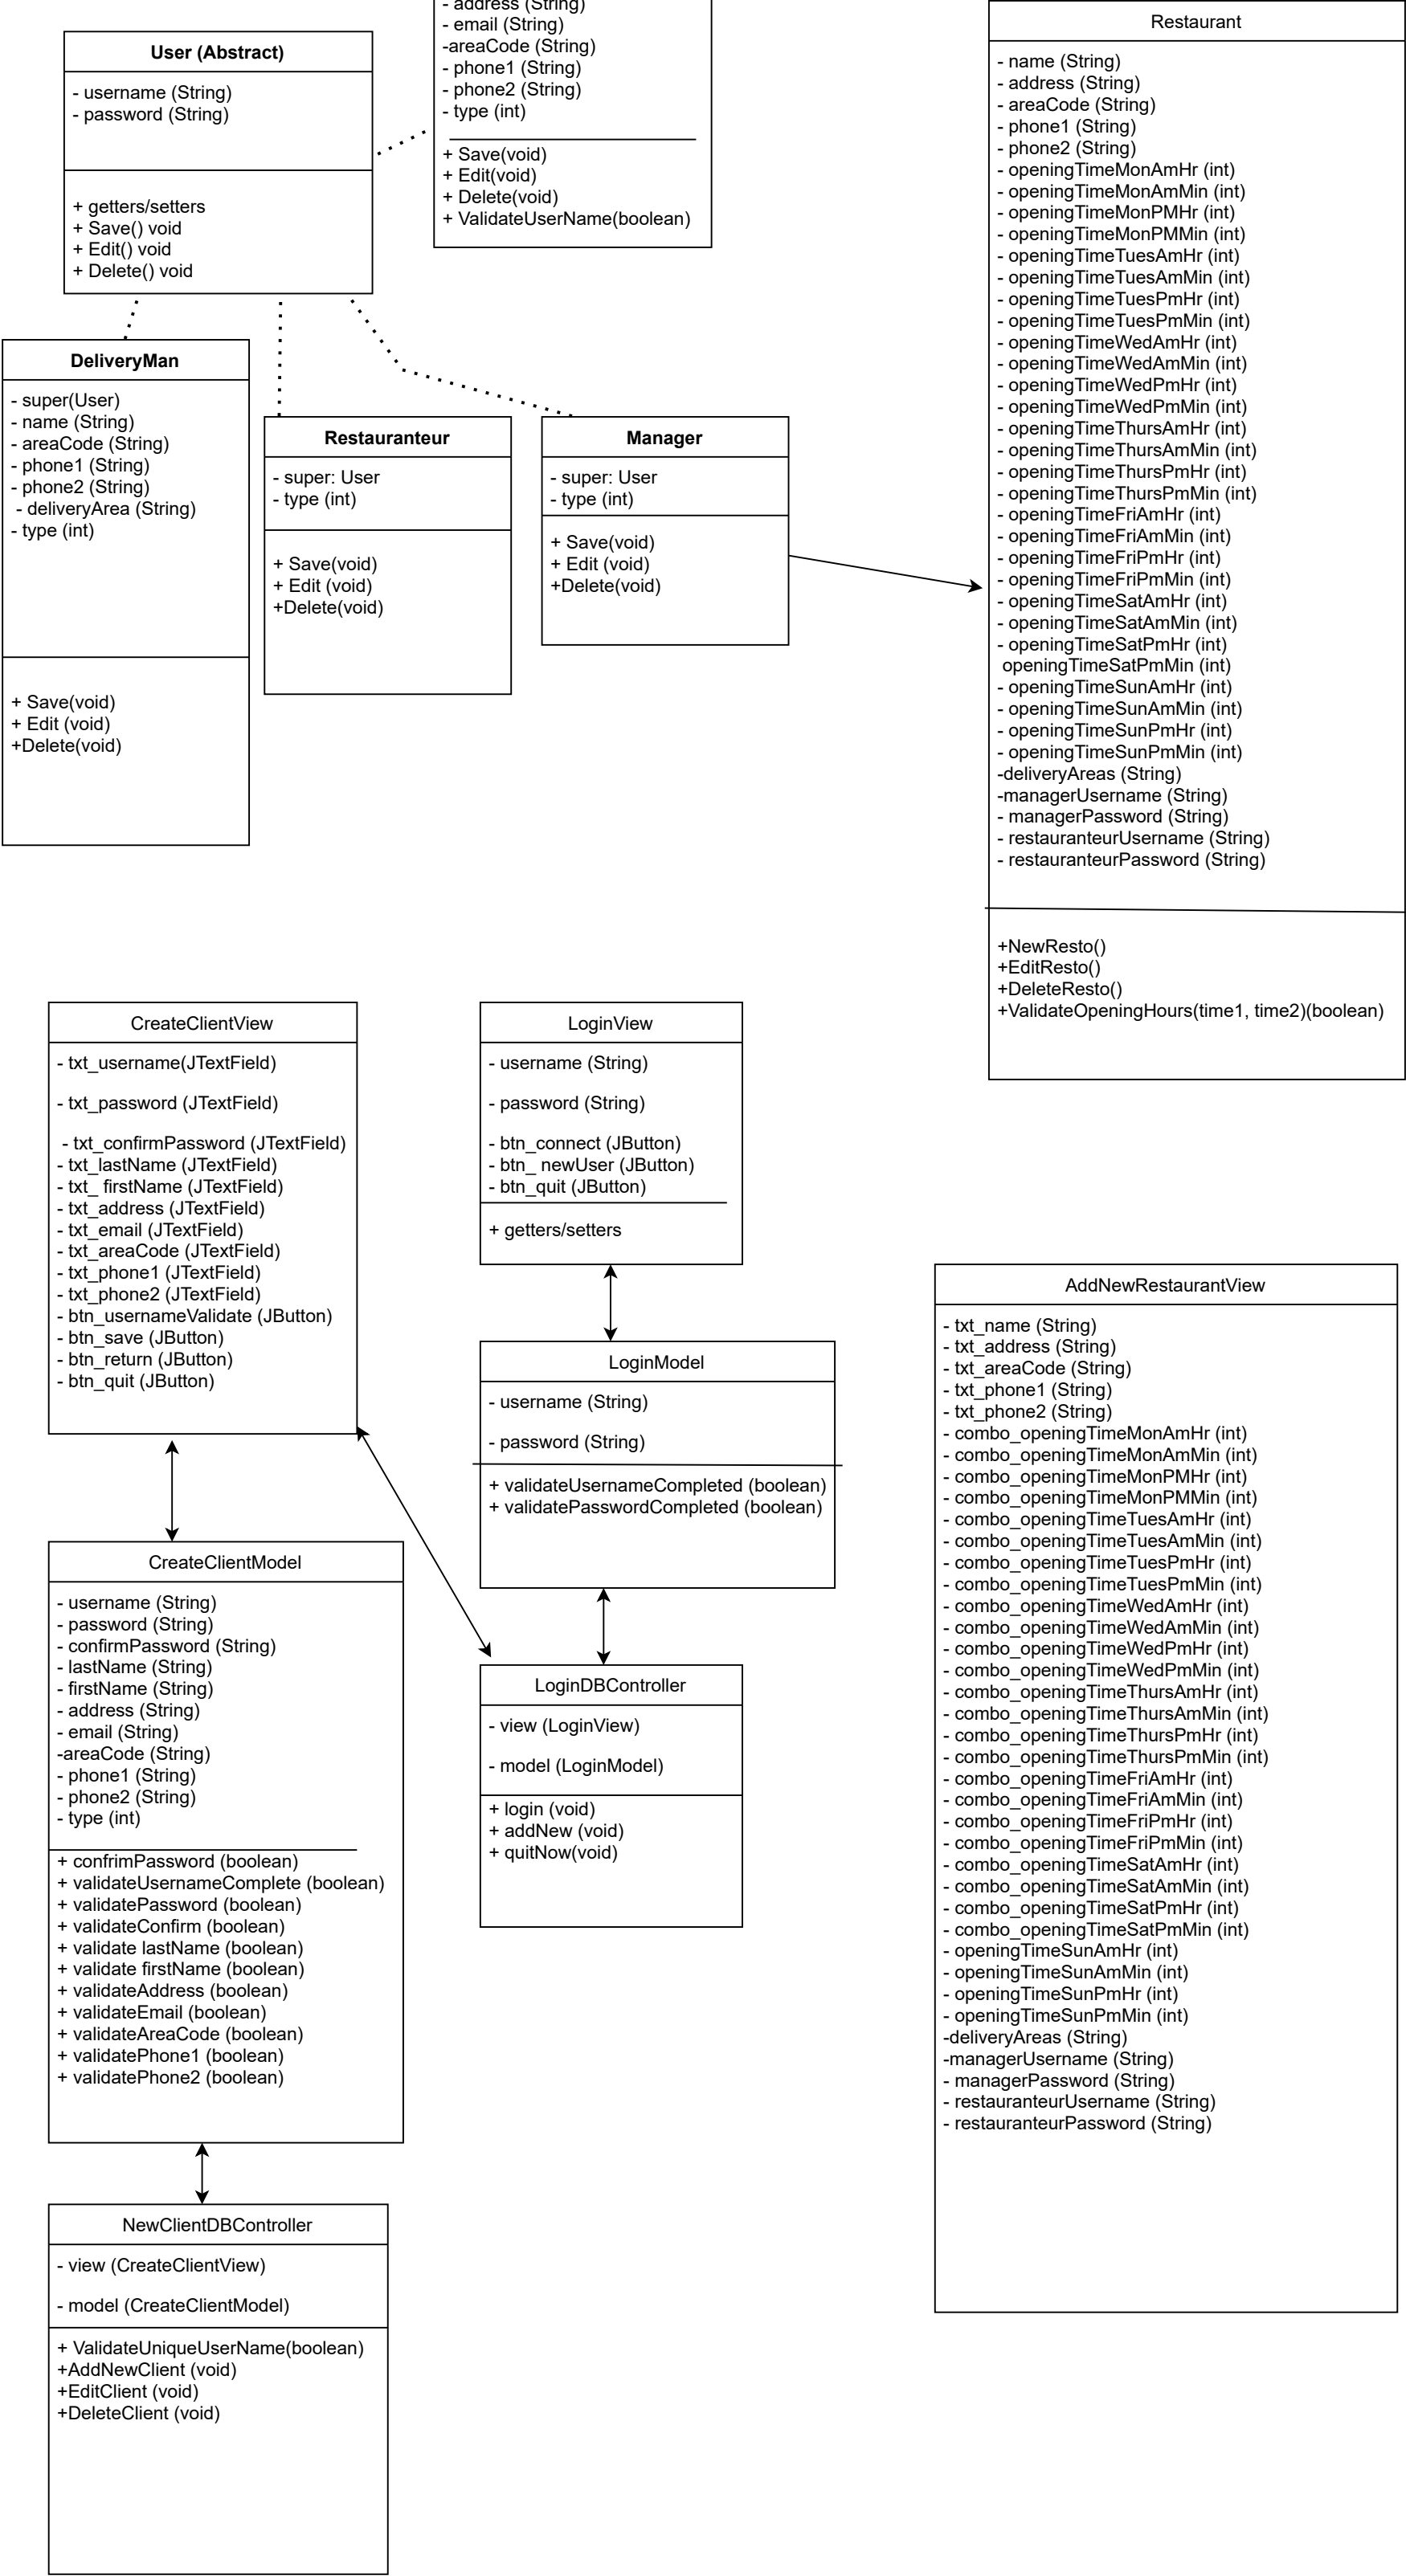 - address (String)
- email (String)
-areaCode (String)
- phone1 (String)
- phone2 (String)
- type (int)
+ Save(void)
+ Edit(void)
+ Delete(void)
+ ValidateUserName(boolean)
User (Abstract)
- username (String)
- password (String)
+ getters/setters
+ Save() void
+ Edit() void
+ Delete() void
DeliveryMan
- super(User)
- name (String)
- areaCode (String)
- phone1 (String)
- phone2 (String)
- deliveryArea (String)
- type (int)
+ Save(void)
+ Edit (void)
+Delete(void)
Restauranteur
- super: User
- type (int)
+ Save(void)
+ Edit (void)
+Delete(void)
Manager
- super: User
- type (int)
+ Save(void)
+ Edit (void)
+Delete(void)
Restaurant
- name (String)
- address (String)
- areaCode (String)
- phone1 (String)
- phone2 (String)
- openingTimeMonAmHr (int)
- openingTimeMonAmMin (int)
- openingTimeMonPMHr (int)
- openingTimeMonPMMin (int)
- openingTimeTuesAmHr (int)
- openingTimeTuesAmMin (int)
- openingTimeTuesPmHr (int)
- openingTimeTuesPmMin (int)
- openingTimeWedAmHr (int)
- openingTimeWedAmMin (int)
- openingTimeWedPmHr (int)
- openingTimeWedPmMin (int)
- openingTimeThursAmHr (int)
- openingTimeThursAmMin (int)
- openingTimeThursPmHr (int)
- openingTimeThursPmMin (int)
- openingTimeFriAmHr (int)
- openingTimeFriAmMin (int)
- openingTimeFriPmHr (int)
- openingTimeFriPmMin (int)
- openingTimeSatAmHr (int)
- openingTimeSatAmMin (int)
- openingTimeSatPmHr (int)
openingTimeSatPmMin (int)
- openingTimeSunAmHr (int)
- openingTimeSunAmMin (int)
- openingTimeSunPmHr (int)
- openingTimeSunPmMin (int)
-deliveryAreas (String)
-managerUsername (String)
- managerPassword (String)
- restauranteurUsername (String)
- restauranteurPassword (String)
+NewResto()
+EditResto()
+DeleteResto()
+ValidateOpeningHours(time1, time2)(boolean)
CreateClientView
- txt_username(JTextField)
- txt_password (JTextField)
- txt_confirmPassword (JTextField)
- txt_lastName (JTextField)
- txt_ firstName (JTextField)
- txt_address (JTextField)
- txt_email (JTextField)
- txt_areaCode (JTextField)
- txt_phone1 (JTextField)
- txt_phone2 (JTextField)
- btn_usernameValidate (JButton)
- btn_save (JButton)
- btn_return (JButton)
- btn_quit (JButton)
LoginView
- username (String)
- password (String)
- btn_connect (JButton)
- btn_ newUser (JButton)
- btn_quit (JButton)
+ getters/setters
LoginModel
- username (String)
- password (String)
+ validateUsernameCompleted (boolean)
+ validatePasswordCompleted (boolean)
CreateClientModel
- username (String)
- password (String)
- confirmPassword (String)
- lastName (String)
- firstName (String)
- address (String)
- email (String)
-areaCode (String)
- phone1 (String)
- phone2 (String)
- type (int)
+ confrimPassword (boolean)
+ validateUsernameComplete (boolean)
+ validatePassword (boolean)
+ validateConfirm (boolean)
+ validate lastName (boolean)
+ validate firstName (boolean)
+ validateAddress (boolean)
+ validateEmail (boolean)
+ validateAreaCode (boolean)
+ validatePhone1 (boolean)
+ validatePhone2 (boolean)
LoginDBController
- view (LoginView)
- model (LoginModel)
+ login (void)
+ addNew (void)
+ quitNow(void)
NewClientDBController
- view (CreateClientView)
- model (CreateClientModel)
+ ValidateUniqueUserName(boolean)
+AddNewClient (void)
+EditClient (void)
+DeleteClient (void)
AddNewRestaurantView
- txt_name (String)
- txt_address (String)
- txt_areaCode (String)
- txt_phone1 (String)
- txt_phone2 (String)
- combo_openingTimeMonAmHr (int)
- combo_openingTimeMonAmMin (int)
- combo_openingTimeMonPMHr (int)
- combo_openingTimeMonPMMin (int)
- combo_openingTimeTuesAmHr (int)
- combo_openingTimeTuesAmMin (int)
- combo_openingTimeTuesPmHr (int)
- combo_openingTimeTuesPmMin (int)
- combo_openingTimeWedAmHr (int)
- combo_openingTimeWedAmMin (int)
- combo_openingTimeWedPmHr (int)
- combo_openingTimeWedPmMin (int)
- combo_openingTimeThursAmHr (int)
- combo_openingTimeThursAmMin (int)
- combo_openingTimeThursPmHr (int)
- combo_openingTimeThursPmMin (int)
- combo_openingTimeFriAmHr (int)
- combo_openingTimeFriAmMin (int)
- combo_openingTimeFriPmHr (int)
- combo_openingTimeFriPmMin (int)
- combo_openingTimeSatAmHr (int)
- combo_openingTimeSatAmMin (int)
- combo_openingTimeSatPmHr (int)
- combo_openingTimeSatPmMin (int)
- openingTimeSunAmHr (int)
- openingTimeSunAmMin (int)
- openingTimeSunPmHr (int)
- openingTimeSunPmMin (int)
-deliveryAreas (String)
-managerUsername (String)
- managerPassword (String)
- restauranteurUsername (String)
- restauranteurPassword (String)